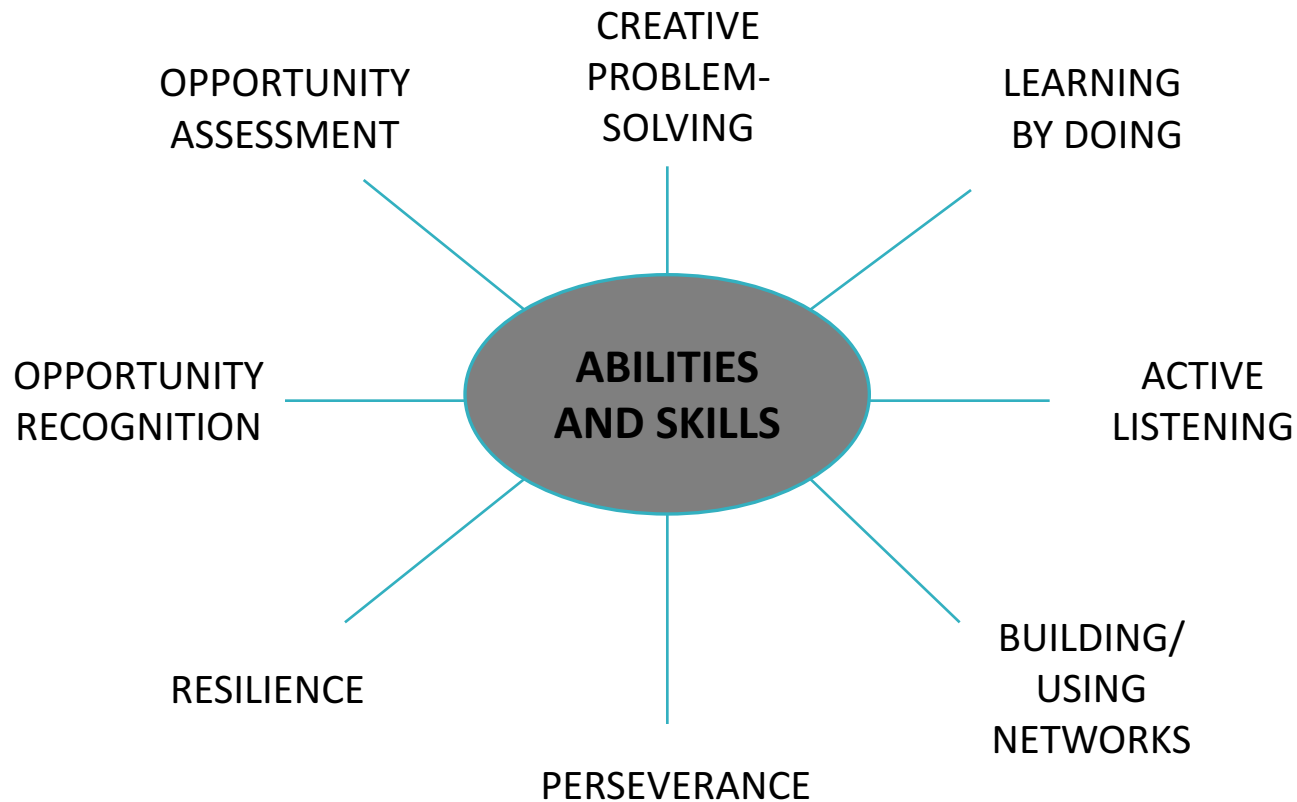 CREATIVE
PROBLEM-
SOLVING
OPPORTUNITY
ASSESSMENT
LEARNING
BY DOING
OPPORTUNITY
RECOGNITION
ABILITIES
AND SKILLS
ACTIVE
LISTENING
RESILIENCE
BUILDING/
USING
NETWORKS
PERSEVERANCE